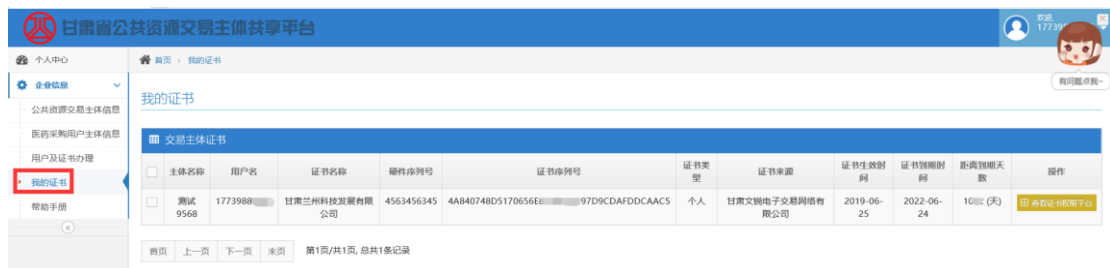 甘肃省公共资源交易主体共享平台
欢迎,
177398
个人中心
首页 > 我的证书
企业信息
有问题点我~
公共资源交易主体信息
我的证书
医药采购用户主体信息
交易主体证书
用户及证书办理
我的证书
帮助手册
主体名称 用户名 证书名称 硬件序列号 证书序列号 证书类型 证书来源 证书生效时间 证书到期时间 距离到期天数 操作
测试9568 1773988 甘肃兰州科技发展有限公司 4563456345 4A840748D5170656E 97D9CDAFDDCAAC5 个人 甘肃文锐电子交易网络有限公司 2019-06-25 2022-06-24 10 (天) 查看证书权限平台
首页 上一页 下一页 末页 第1页/共1页, 总共1条记录